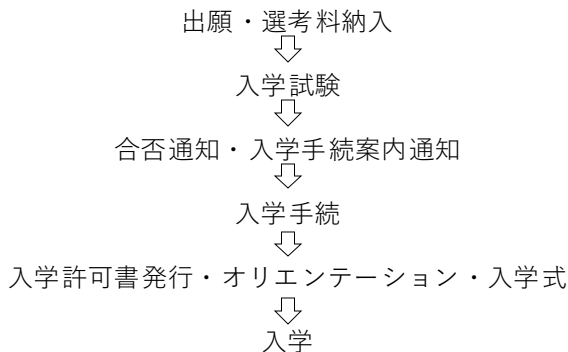 出願・選考料納入
入学試験
合否通知・入学手続案内通知
入学手続
入学許可書発行・オリエンテーション・入学式
入学